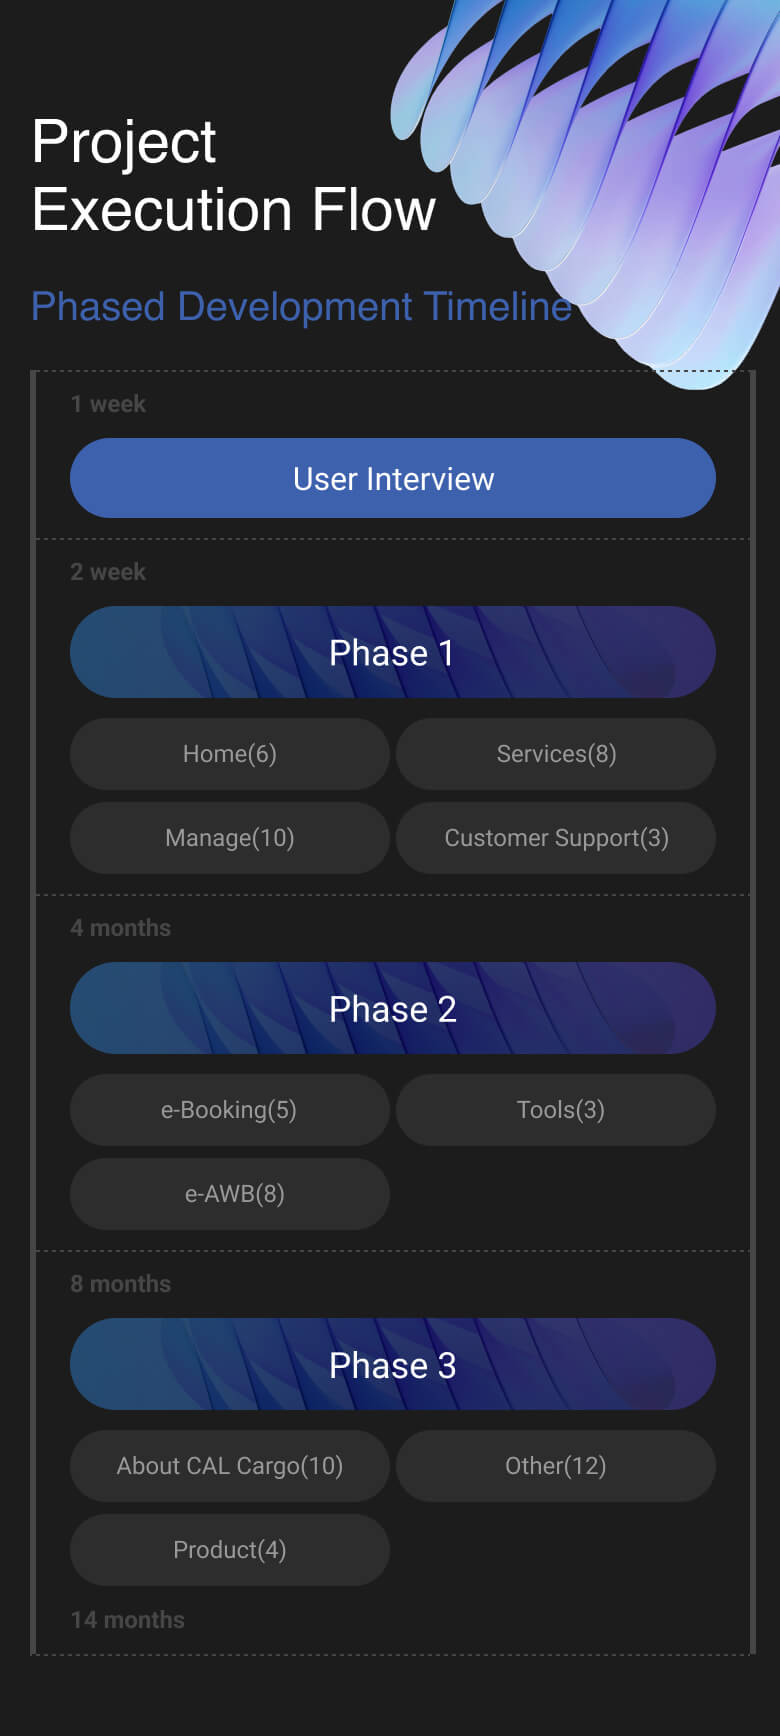 Project
Execution Flow
Phased Development Timeline
1 week
User Interview
2 week
Phase 1
Home(6)
Services(8)
Manage(10)
Customer Support(3)
4 months
Phase 2
e-Booking(5)
Tools(3)
e-AWB(8)
8 months
Phase 3
About CAL Cargo(10)
Other(12)
Product(4)
14 months